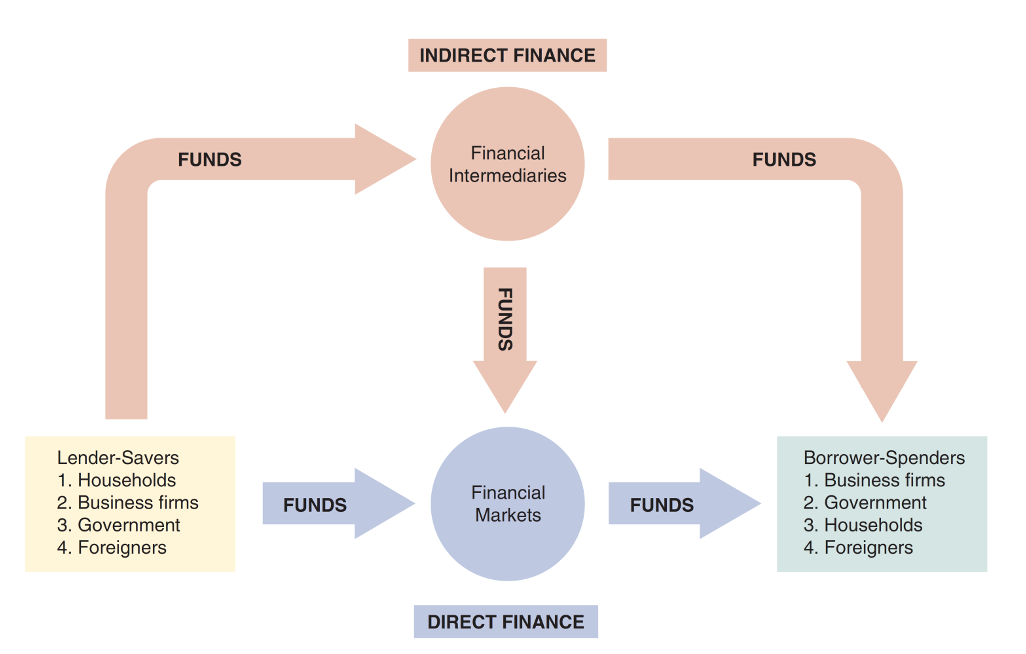 INDIRECT FINANCE
FUNDS
Financial
Intermediaries
FUNDS
FUNDS
Lender-Savers
1. Households
2. Business firms
3. Government
4. Foreigners
FUNDS
Financial
Markets
FUNDS
Borrower-Spenders
1. Business firms
2. Government
3. Households
4. Foreigners
DIRECT FINANCE